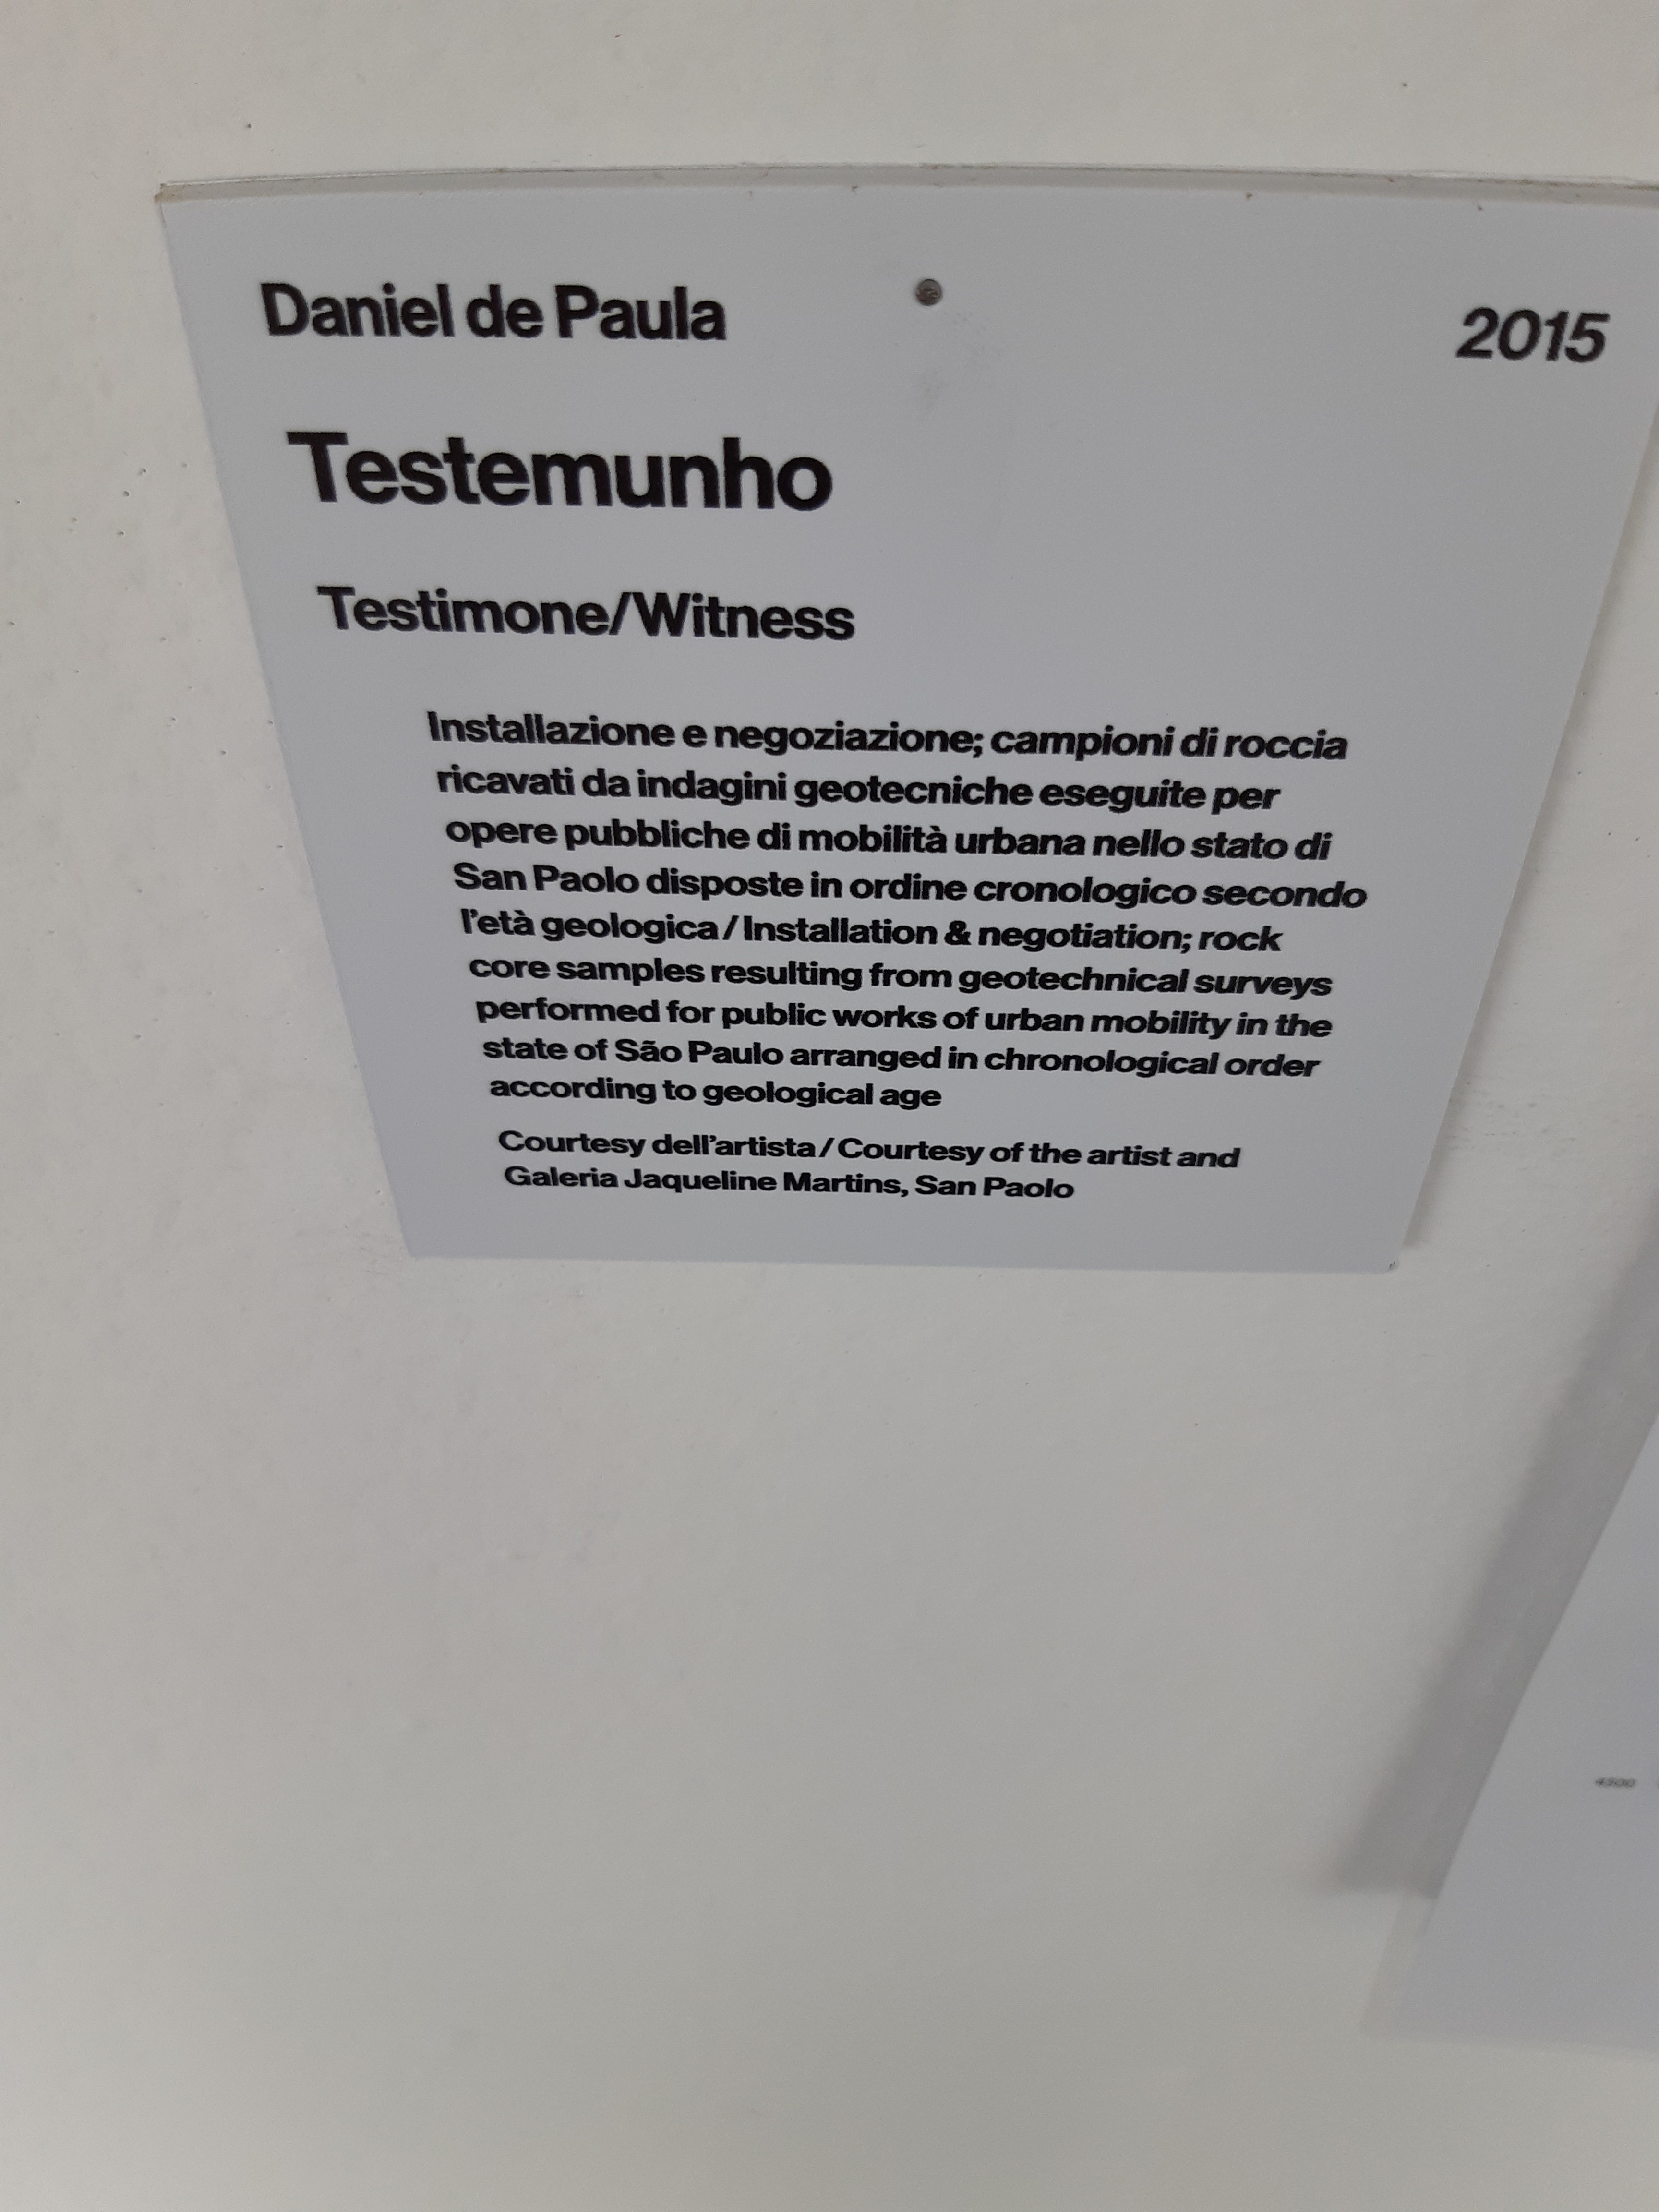 Daniel de Paula
2015
Testemunho
Testimone/Witness
Installazione e negoziazione; campioni di roccia
ricavati da indagini geotecniche eseguite per
opere pubbliche di mobilità urbana nello stato di
San Paolo disposte in ordine cronologico secondo
l'età geologica / Installation & negotiation; rock
core samples resulting from geotechnical surveys
performed for public works of urban mobility in the
state of São Paulo arranged in chronological order
according to geological age
Courtesy dell'artista / Courtesy of the artist and
Galeria Jaqueline Martins, San Paolo